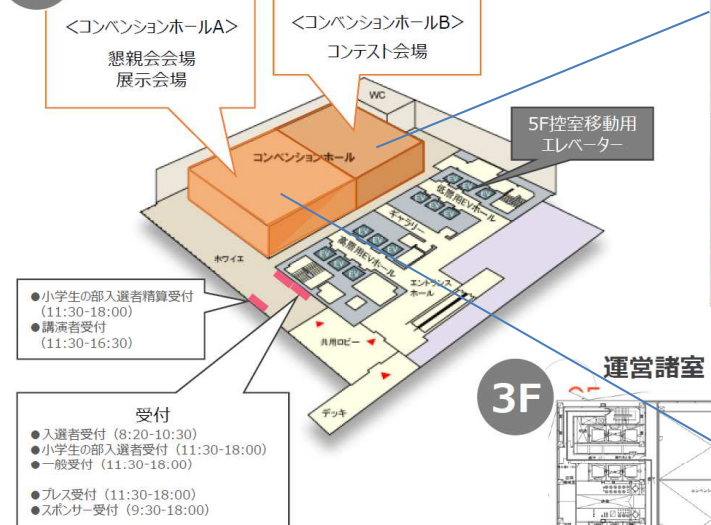 <コンベンションホールA>
懇親会会場
展示会場
<コンベンションホールB>
コンテスト会場
WC
5F控室移動用
エレベーター
コンベンションホール
低層用EVホール
ギャラリー
高層用EVホール
ホワイエ
エントランス
ホール
●小学生の部入選者精算受付
(11:30-18:00)
●講演者受付
(11:30-16:30)
共用ロビー
デッキ
受付
●入選者受付（8:20-10:30）
●小学生の部入選者受付（11:30-18:00）
●一般受付（11:30-18:00）
●プレス受付（11:30-18:00）
●スポンサー受付（9:30-18:00）
3F
運営諸室